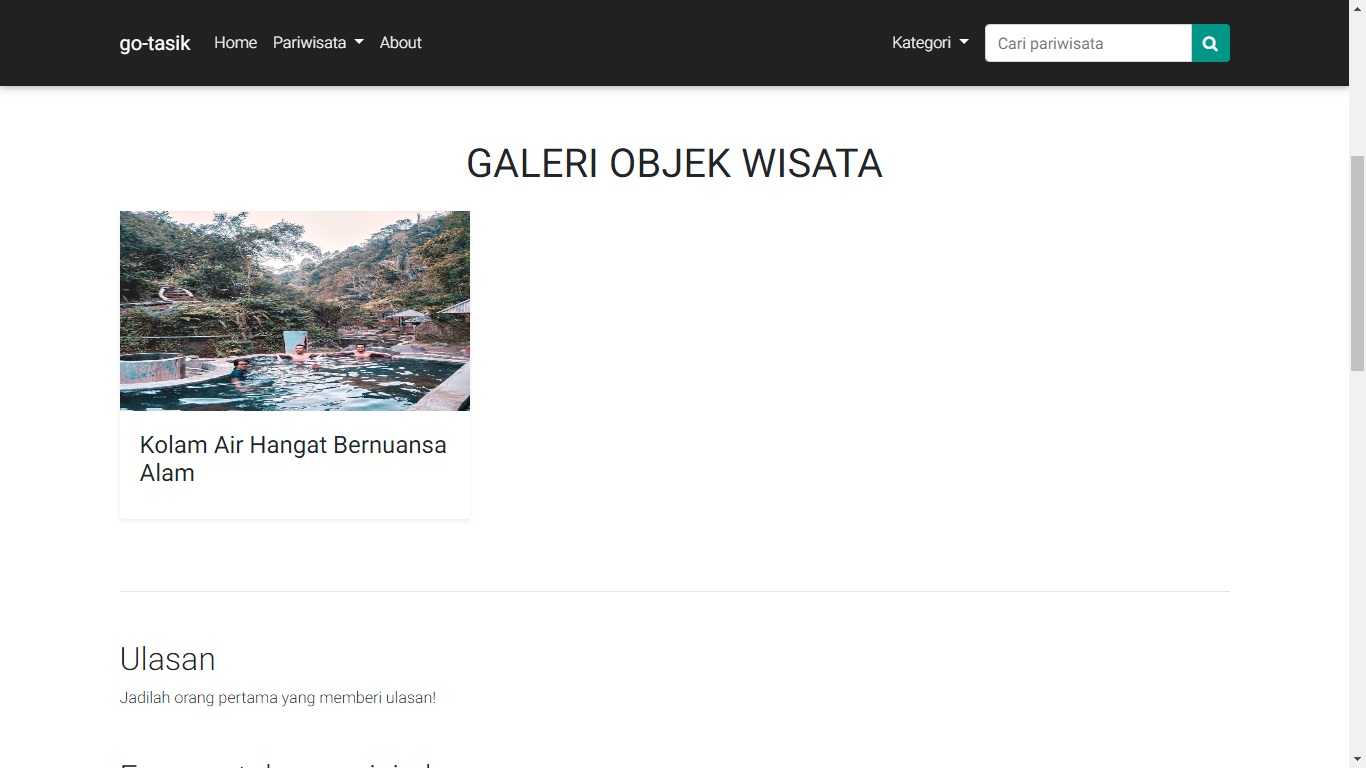 go-tasik Home Pariwisata About Kategori Cari pariwisata
GALERI OBJEK WISATA
Kolam Air Hangat Bernuansa
Alam
Ulasan
Jadilah orang pertama yang memberi ulasan!